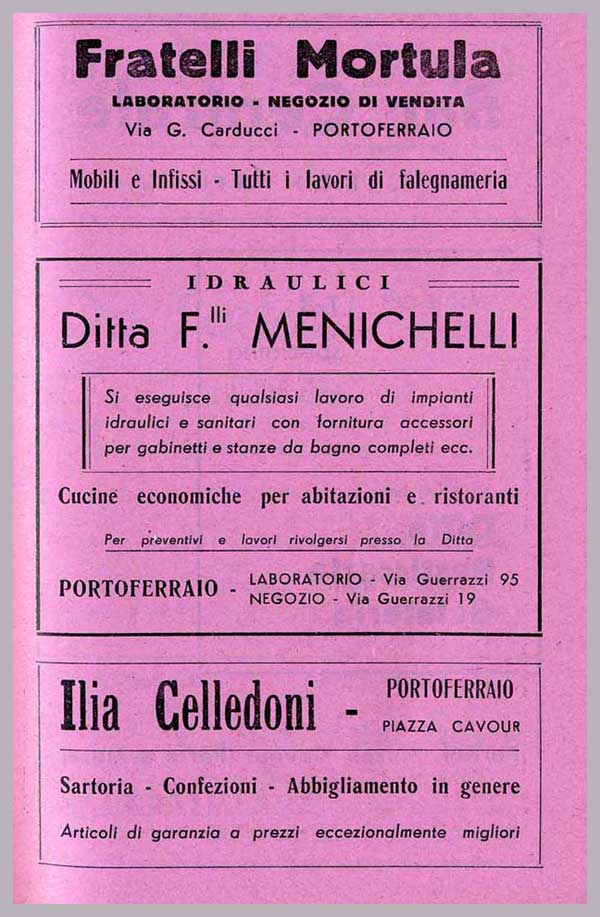 Fratelli Mortula
LABORATORIO - NEGOZIO DI VENDITA
Via G. Carducci - PORTOFERRAIO
Mobili e Infissi - Tutti i lavori di falegnameria
IDRAULICI
Ditta F.lli MENICHELLI
Si eseguisce qualsiasi lavoro di impianti
idraulici e sanitari con fornitura accessori
per gabinetti e stanze da bagno completi ecc.
Cucine economiche per abitazioni e ristoranti
Per preventivi e lavori rivolgersi presso la Ditta
PORTOFERRAIO - LABORATORIO - Via Guerrazzi 95
NEGOZIO - Via Guerrazzi 19
Ilia Celledoni - PORTOFERRAIO
PIAZZA CAVOUR
Sartoria - Confezioni - Abbigliamento in genere
Articoli di garanzia a prezzi eccezionalmente migliori